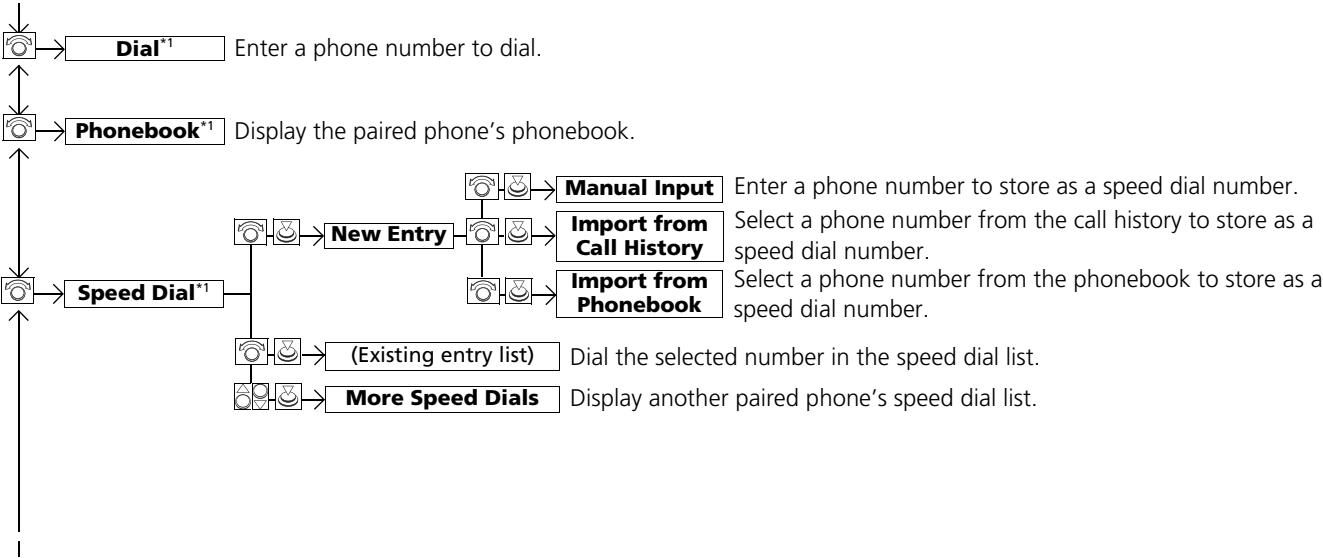 Dial*1 Enter a phone number to dial.
Phonebook*1 Display the paired phone's phonebook.
Manual Input Enter a phone number to store as a speed dial number.
New Entry
Import from
Call History
Select a phone number from the call history to store as a
speed dial number.
Speed Dial*1
Import from
Phonebook
Select a phone number from the phonebook to store as a
speed dial number.
(Existing entry list) Dial the selected number in the speed dial list.
More Speed Dials Display another paired phone's speed dial list.